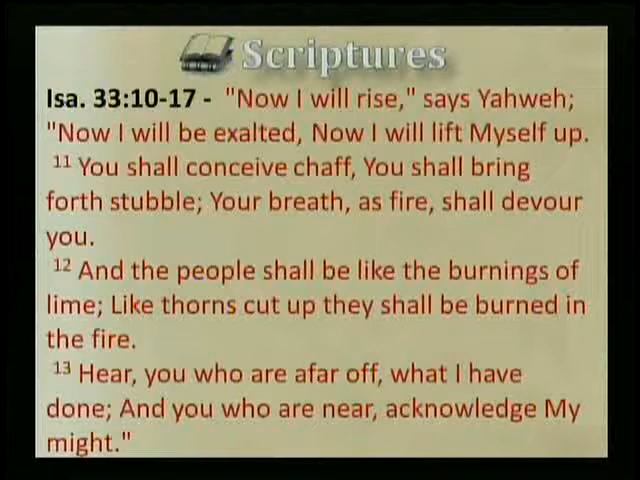 Scriptures
Isa. 33:10-17 - "Now I will rise," says Yahweh;
"Now I will be exalted, Now I will lift Myself up.
11 You shall conceive chaff, You shall bring
forth stubble; Your breath, as fire, shall devour
you.
12 And the people shall be like the burnings of
lime; Like thorns cut up they shall be burned in
the fire.
13 Hear, you who are afar off, what I have
done; And you who are near, acknowledge My
might."